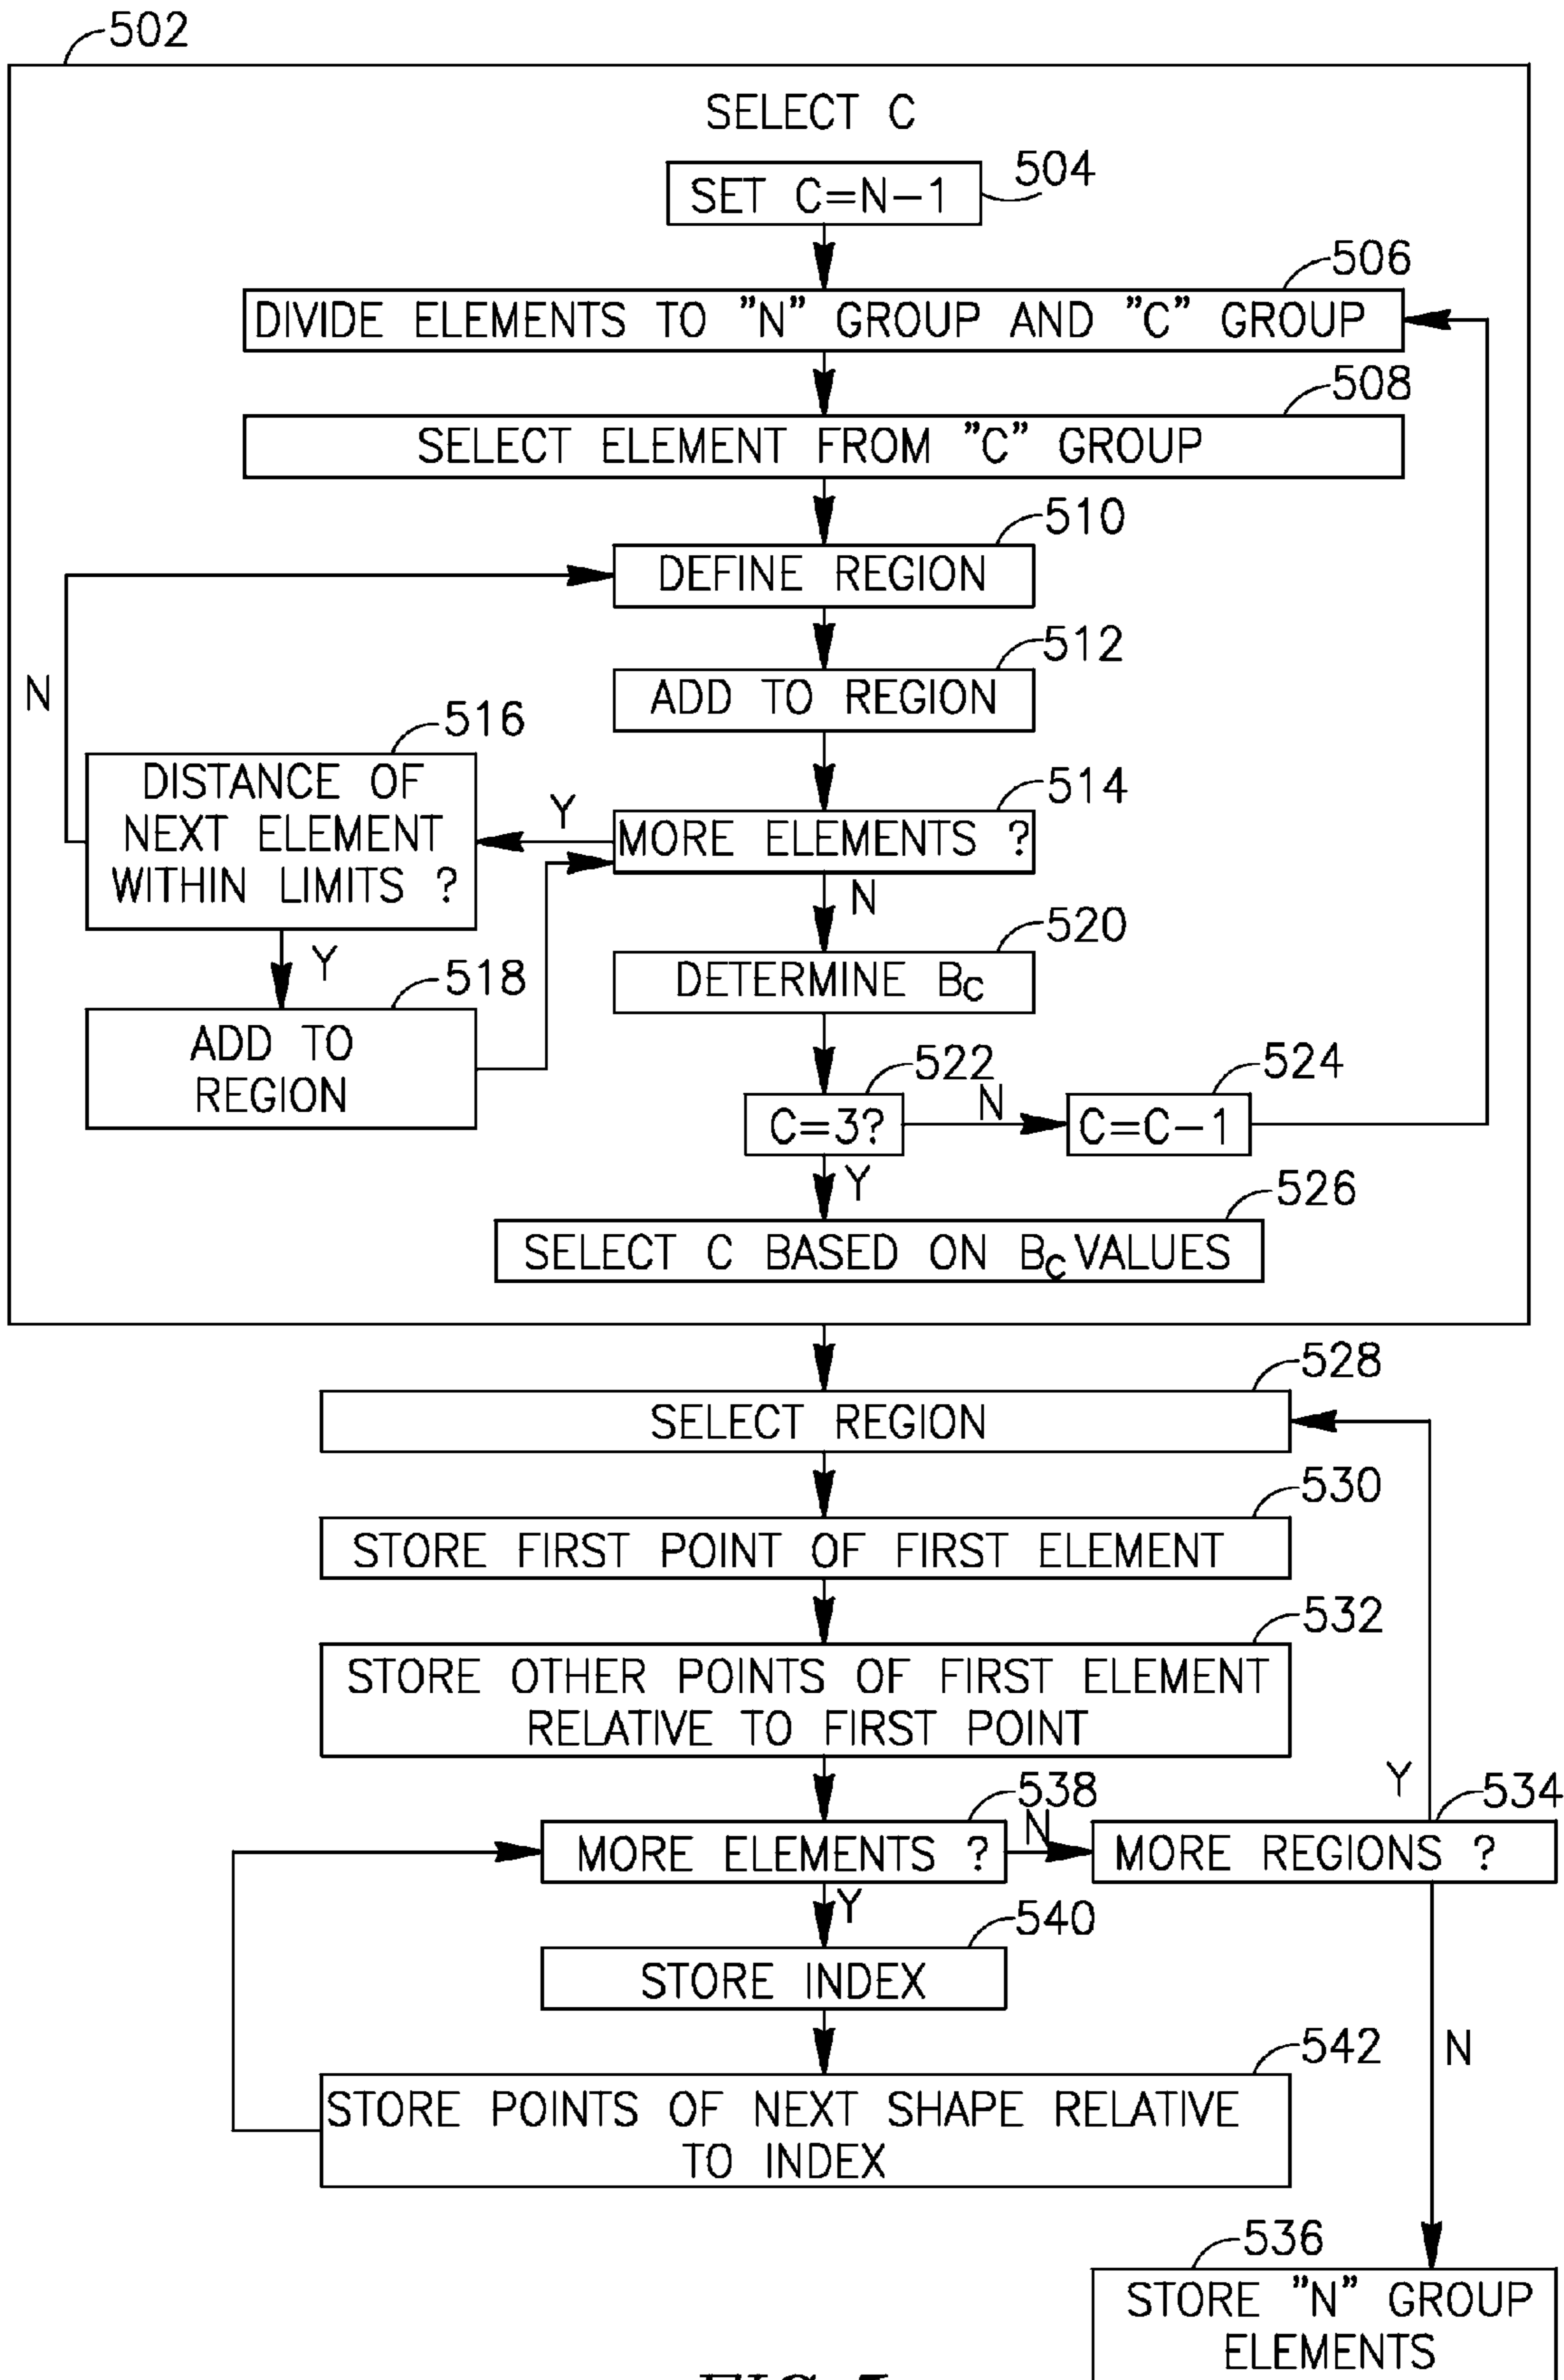 502
SELECT C
504
SET C=N-1
506
DIVIDE ELEMENTS TO "N" GROUP AND "C" GROUP
508
SELECT ELEMENT FROM "C" GROUP
510
DEFINE REGION
512
ADD TO REGION
N
516
DISTANCE OF
NEXT ELEMENT
WITHIN LIMITS ?
Y
514
MORE ELEMENTS ?
N
Y
518
ADD TO
REGION
520
DETERMINE BC
522
C=3?
N
524
C=C-1
Y
526
SELECT C BASED ON BC VALUES
528
SELECT REGION
530
STORE FIRST POINT OF FIRST ELEMENT
532
STORE OTHER POINTS OF FIRST ELEMENT
RELATIVE TO FIRST POINT
538
MORE ELEMENTS ?
N
Y
534
MORE REGIONS ?
Y
540
STORE INDEX
542
STORE POINTS OF NEXT SHAPE RELATIVE
TO INDEX
N
536
STORE "N" GROUP
ELEMENTS